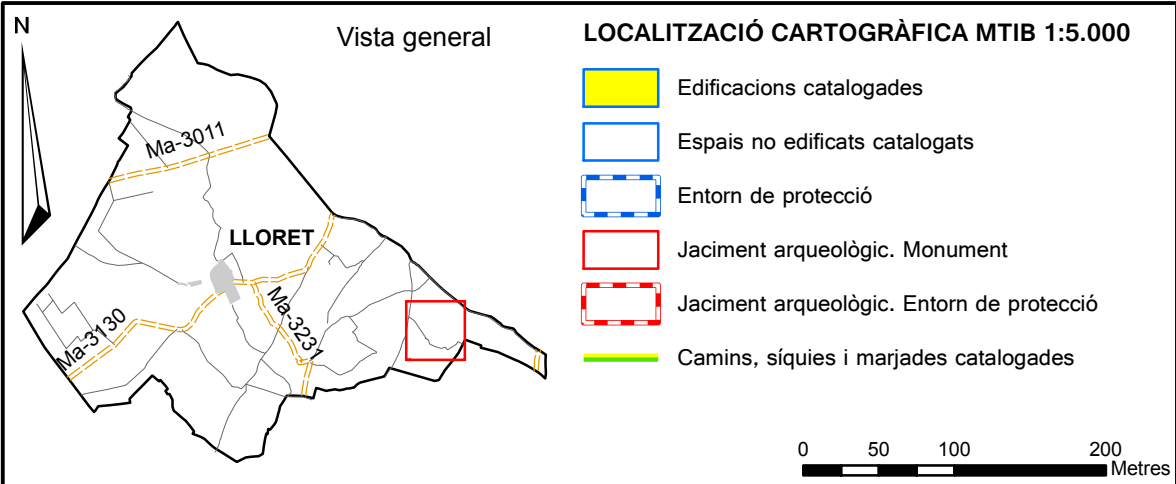 N
Vista general
Ma-3011
LLORET
Ma-3231
Ma-3130
LOCALITZACIÓ CARTOGRÀFICA MTIB 1:5.000
Edificacions catalogades
Espais no edificats catalogats
Entorn de protecció
Jaciment arqueològic. Monument
Jaciment arqueològic. Entorn de protecció
Camins, síquies i marjades catalogades
0 50 100 200
Metres